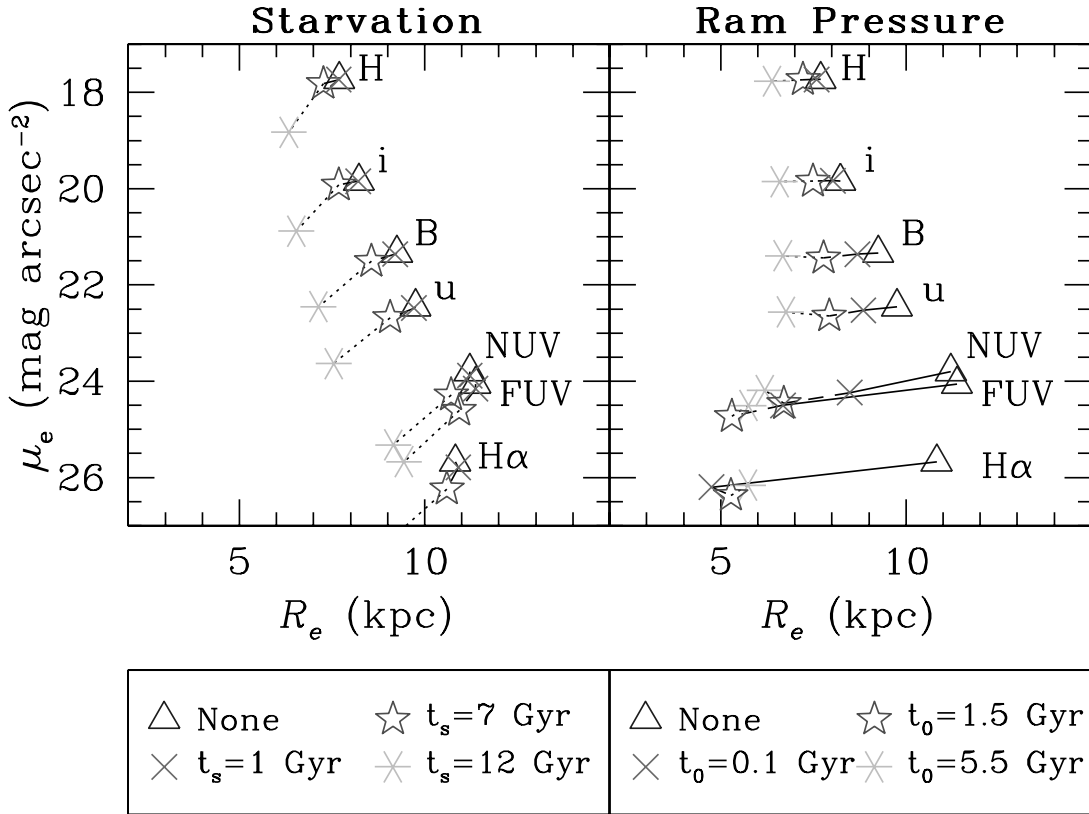 Starvation
Ram Pressure
μe (mag arcsec−2)
18
20
22
24
26
H
i
B
u
NUV
FUV
Hα
H
i
B
u
NUV
FUV
Hα
5
10
5
10
Re (kpc)
Re (kpc)
None
ts=7 Gyr
ts=1 Gyr
ts=12 Gyr
None
t0=1.5 Gyr
t0=0.1 Gyr
t0=5.5 Gyr